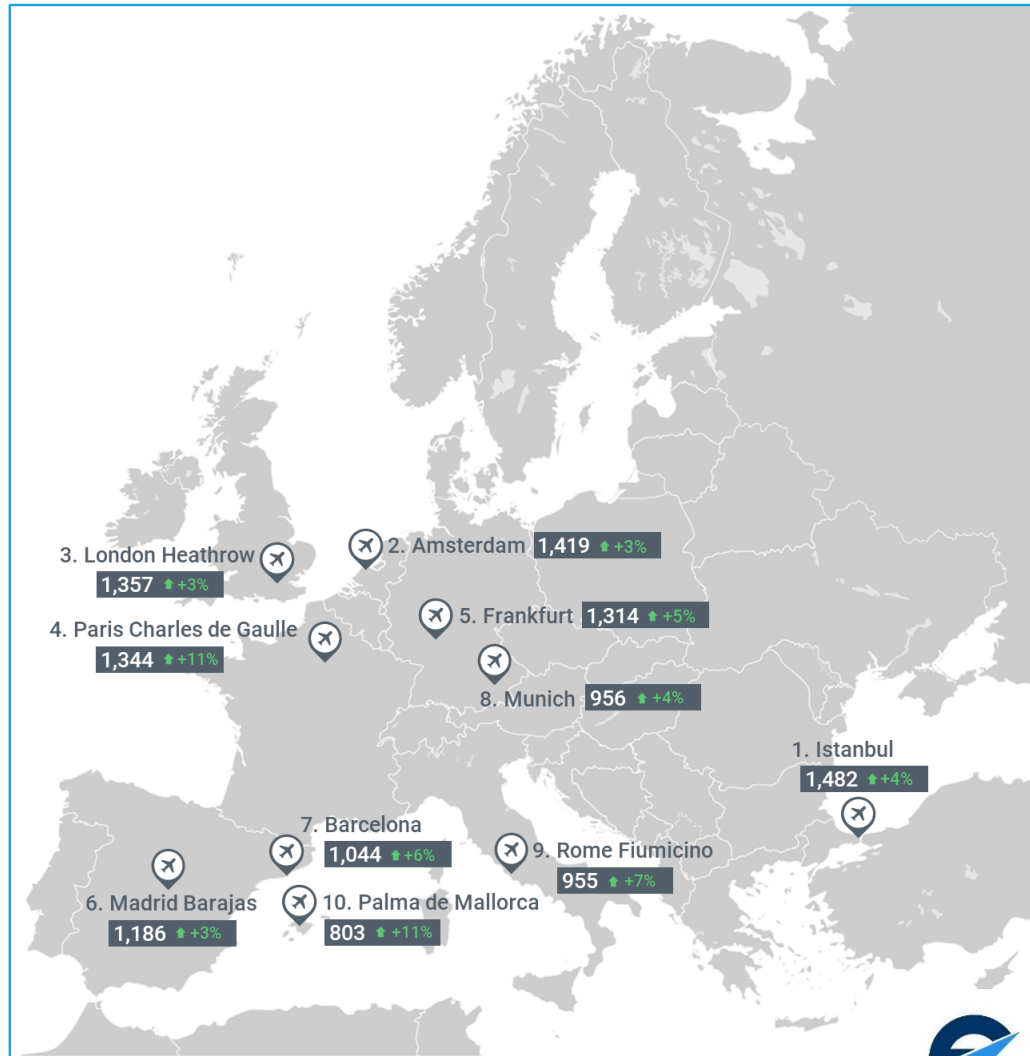 2. Amsterdam 1,419 +3%
3. London Heathrow
1,357 +3%
5. Frankfurt 1,314 +5%
4. Paris Charles de Gaulle
1,344 +11%
8. Munich 956 +4%
1. Istanbul
1,482 +4%
7. Barcelona
1,044 +6%
9. Rome Fiumicino
955 +7%
6. Madrid Barajas
1,186 +3%
10. Palma de Mallorca
803 +11%